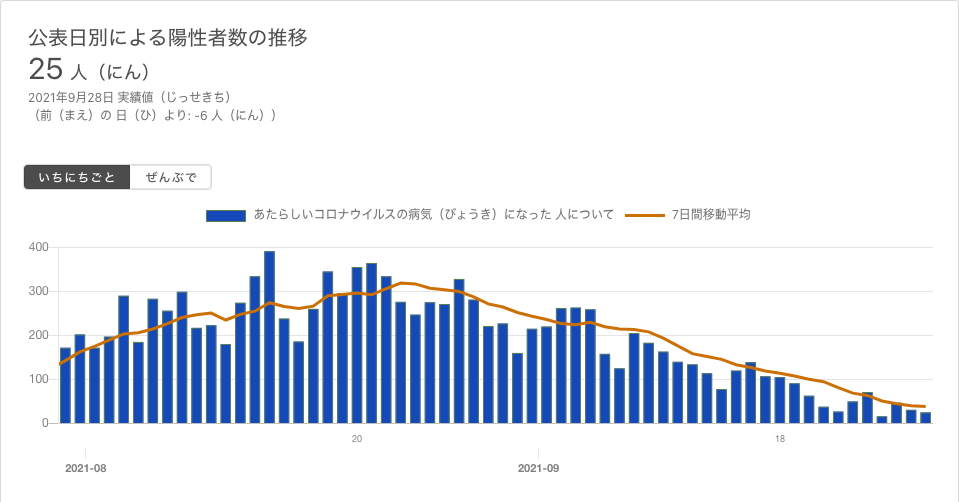 公表日別による陽性者数の推移
25 人（にん）
2021年9月28日 実績値（じっせきち）
（前（まえ）の 日（ひ）より: -6 人（にん））
いちにちごと ぜんぶで
あたらしいコロナウイルスの病気（びょうき）になった 人について 7日間移動平均
400
300
200
100
0
20 18
2021-08 2021-09